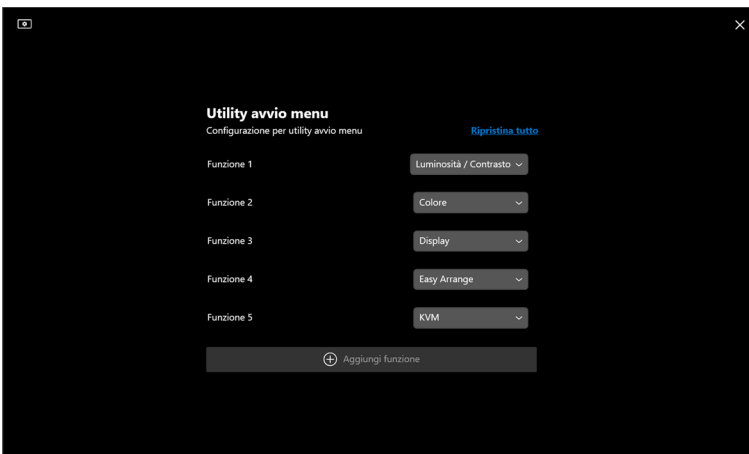 Utility avvio menu
Configurazione per utility avvio menu
Ripristina tutto
Funzione 1
Luminosità / Contrasto
Funzione 2
Colore
Funzione 3
Display
Funzione 4
Easy Arrange
Funzione 5
KVM
Aggiungi funzione